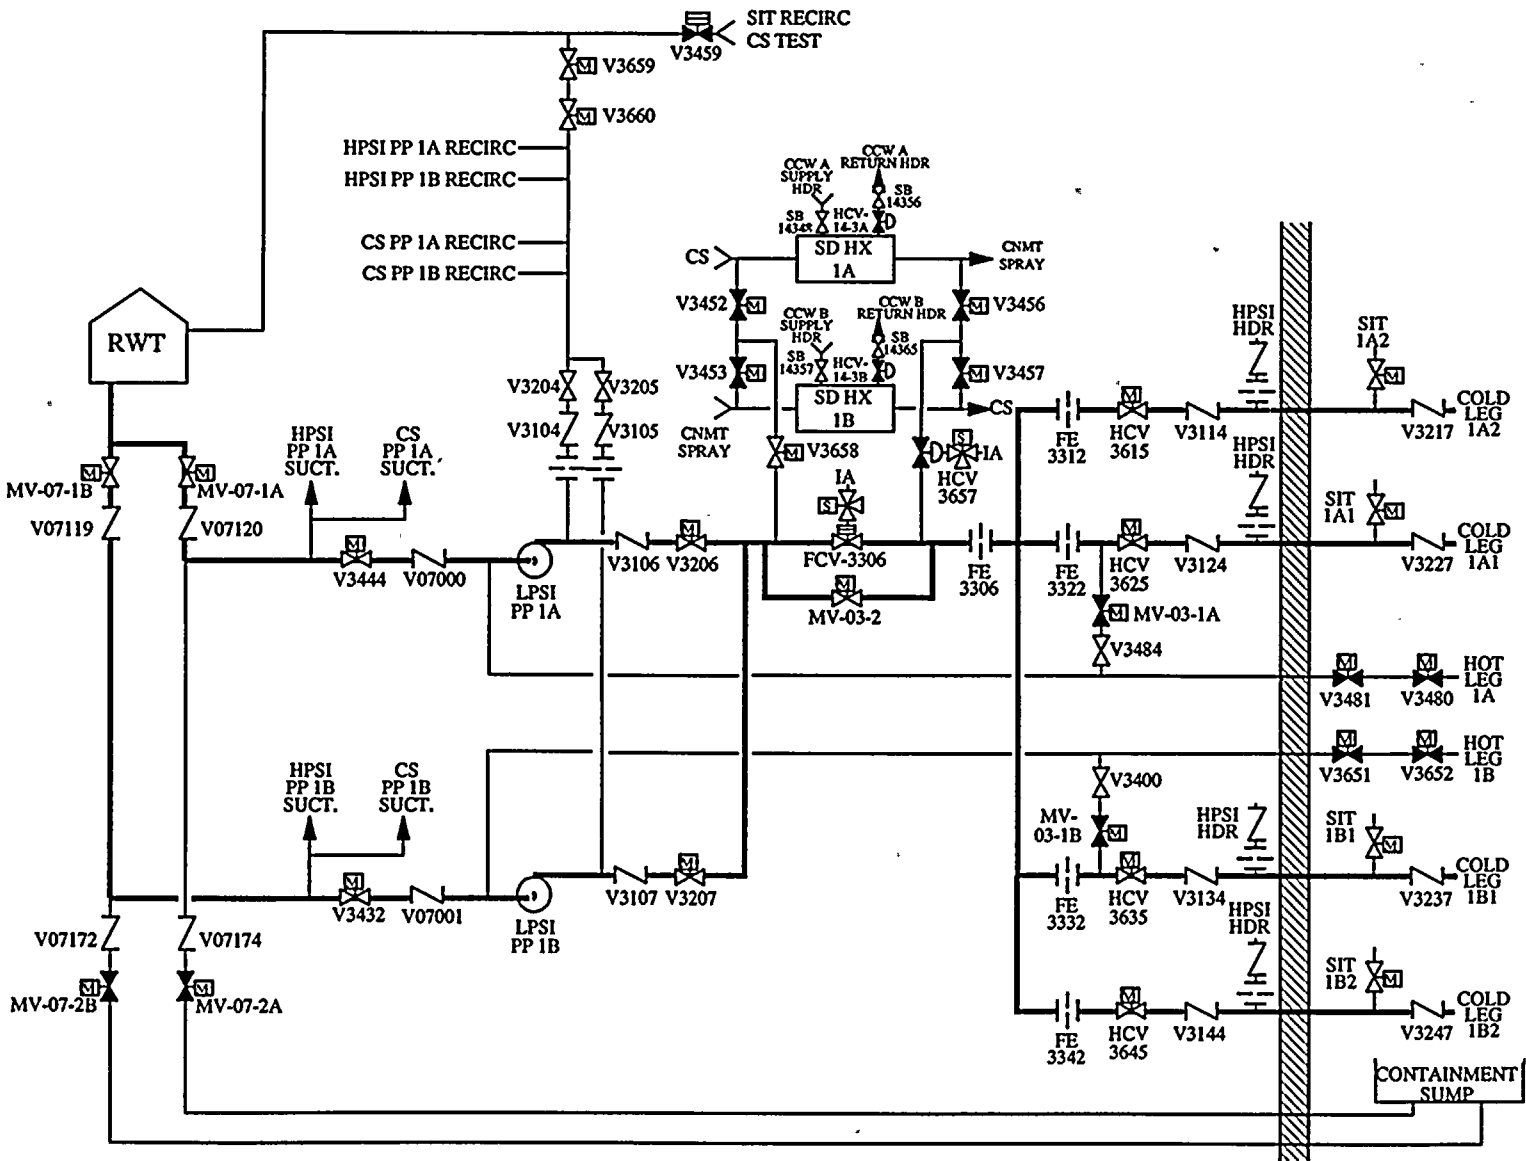 SIT RECIRC
CS TEST
V3459
V3659
M
V3660
M
HPSI PP 1A RECIRC
HPSI PP 1B RECIRC
CS PP 1A RECIRC
CS PP 1B RECIRC
RWT
V3204
V3205
V3104
V3105
CCW A
SUPPLY
HDR
CCW A
RETURN HDR
SB
14356
SB
14348
HCV-
14-3A
CS
SD HX
1A
CNMT
SPRAY
V3452
M
V3456
M
CCW B
SUPPLY
HDR
CCW B
RETURN HDR
SB
14365
SB
14357
HCV-
14-3B
V3453
M
V3457
M
SD HX
1B
CS
CNMT
SPRAY
V3658
M
S
IA
HCV
3657
IA
S
FCV-3306
M
MV-03-2
HPSI
PP 1A
SUCT.
CS
PP 1A
SUCT.
M
MV-07-1B
M
MV-07-1A
V07119
V07120
M
V3444
V07000
LPSI
PP 1A
V3106
M
V3206
FE
3306
FE
3312
M
HCV
3615
V3114
HPSI
HDR
SIT
1A2
M
V3217
COLD
LEG
1A2
FE
3322
M
HCV
3625
V3124
HPSI
HDR
SIT
1A1
M
V3227
COLD
LEG
1A1
M
MV-03-1A
V3484
M
V3481
M
V3480
HOT
LEG
1A
M
V3651
M
V3652
HOT
LEG
1B
V3400
MV-
03-1B
M
HPSI
PP 1B
SUCT.
CS
PP 1B
SUCT.
M
V3432
V07001
LPSI
PP 1B
V3107
M
V3207
FE
3332
M
HCV
3635
V3134
HPSI
HDR
SIT
1B1
M
V3237
COLD
LEG
1B1
FE
3342
M
HCV
3645
V3144
HPSI
HDR
SIT
1B2
M
V3247
COLD
LEG
1B2
V07172
V07174
M
MV-07-2B
M
MV-07-2A
CONTAINMENT
SUMP